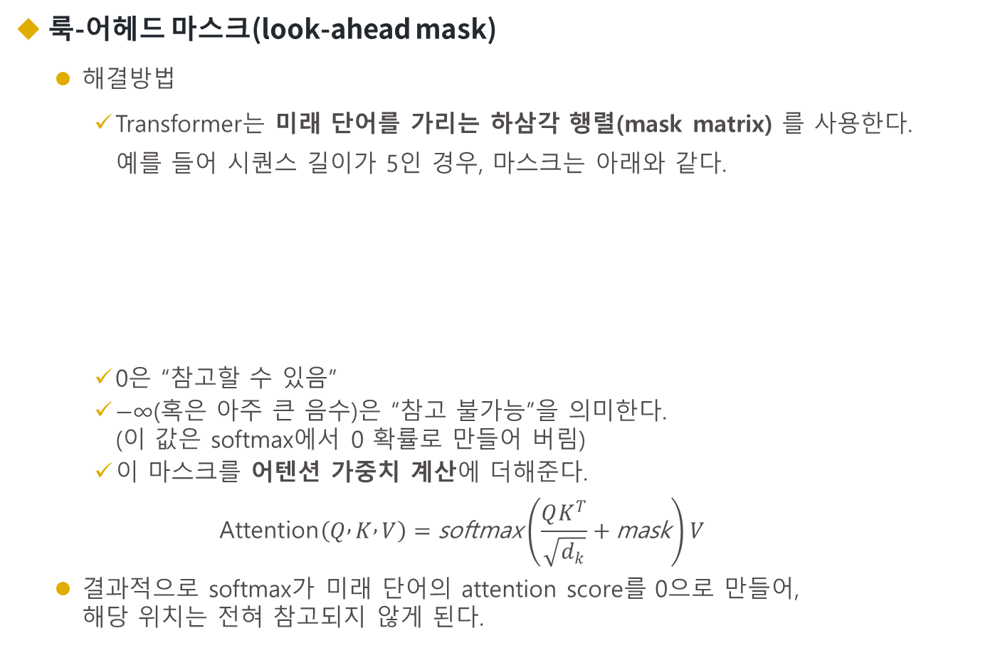 룩-어헤드 마스크(look-ahead mask)
해결방법
Transformer는 미래 단어를 가리는 하삼각 행렬(mask matrix) 를 사용한다.
예를 들어 시퀀스 길이가 5인 경우, 마스크는 아래와 같다.
0은 “참고할 수 있음”
−∞(혹은 아주 큰 음수)은 “참고 불가능”을 의미한다.
(이 값은 softmax에서 0 확률로 만들어 버림)
이 마스크를 어텐션 가중치 계산에 더해준다.
Attention(Q, K, V) = softmax(QK^T / √d_k + mask)V
결과적으로 softmax가 미래 단어의 attention score를 0으로 만들어,
해당 위치는 전혀 참고되지 않게 된다.